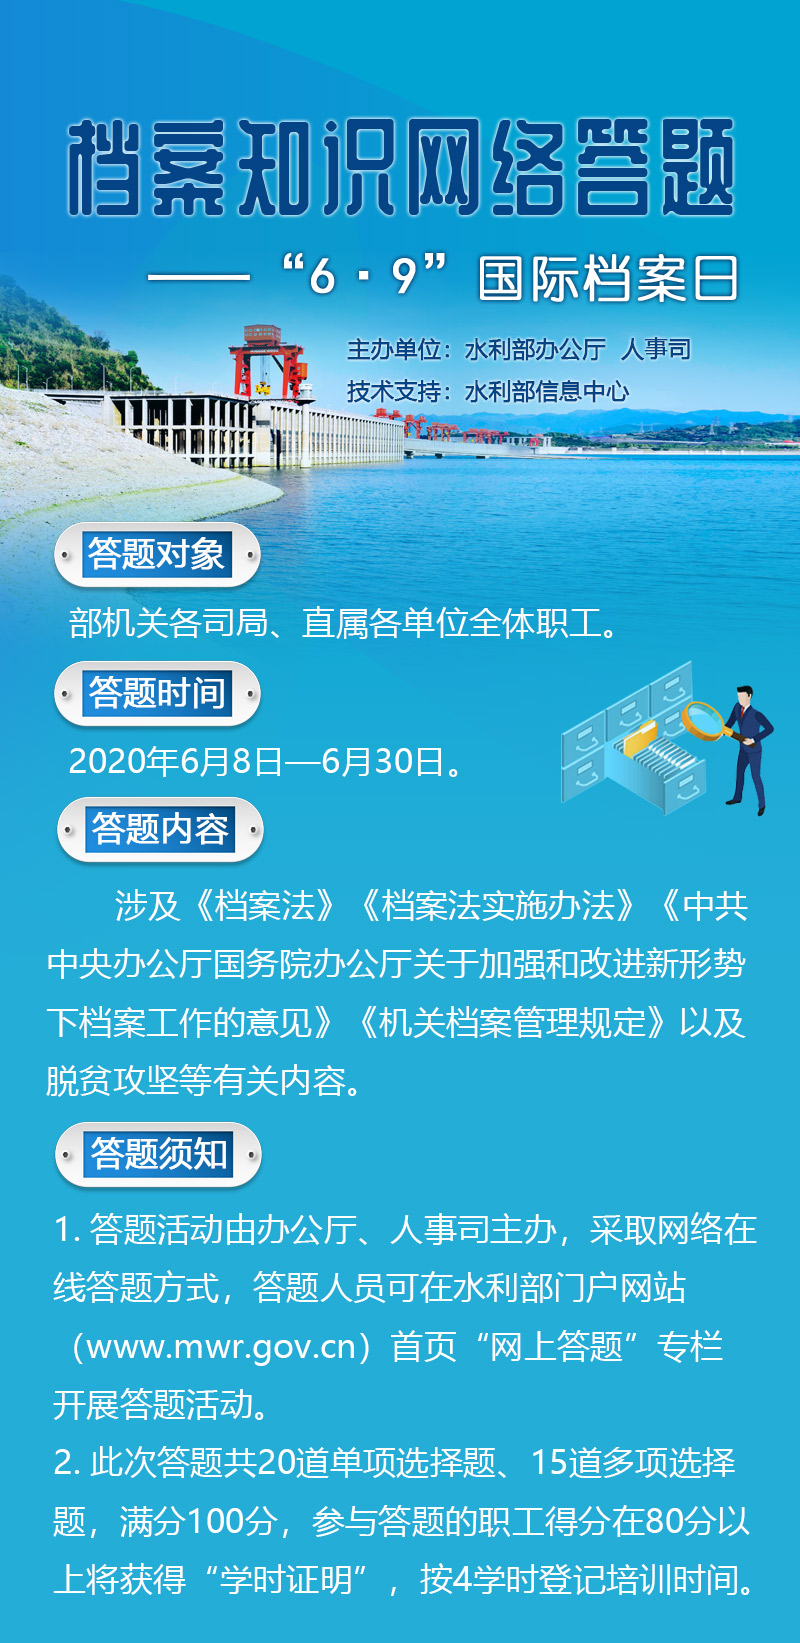 档案知识网络答题
——“6·9”国际档案日
主办单位：水利部办公厅 人事司
技术支持：水利部信息中心
答题对象
部机关各司局、直属各单位全体职工。
答题时间
2020年6月8日—6月30日。
答题内容
涉及《档案法》《档案法实施办法》《中共
中央办公厅国务院办公厅关于加强和改进新形势
下档案工作的意见》《机关档案管理规定》以及
脱贫攻坚等有关内容。
答题须知
1. 答题活动由办公厅、人事司主办，采取网络在
线答题方式，答题人员可在水利部门户网站
（www.mwr.gov.cn）首页“网上答题”专栏
开展答题活动。
2. 此次答题共20道单项选择题、15道多项选择
题，满分100分，参与答题的职工得分在80分以
上将获得“学时证明”，按4学时登记培训时间。